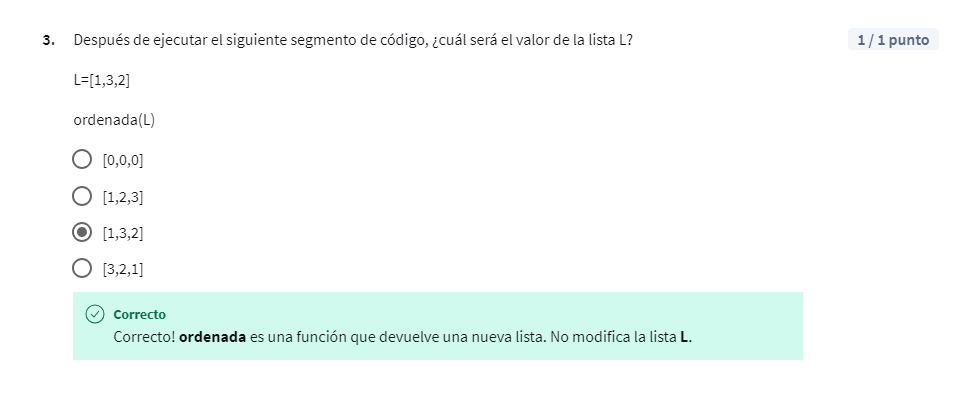 3. Después de ejecutar el siguiente segmento de código, ¿cuál será el valor de la lista L?
1 / 1 punto
L=[1,3,2]
ordenada(L)
[0,0,0]
[1,2,3]
[1,3,2]
[3,2,1]
Correcto
Correcto! ordenada es una función que devuelve una nueva lista. No modifica la lista L.